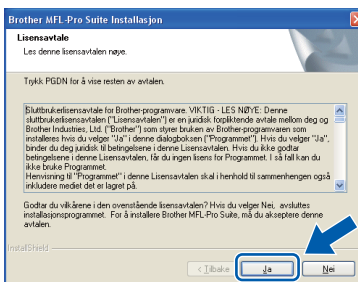 Brother MFL-Pro Suite Installasjon
Lisensavtale
Les denne lisensavtalen nøye.
Trykk PGDN for å vise resten av avtalen.
Sluttbrukerlisensavtale for Brother-programvare. VIKTIG - LES NØYE: Denne
sluttbrukerlisensavtalen ("Lisensavtalen") er en juridisk forpliktende avtale mellom deg og
Brother Industries, Ltd. ("Brother") som styrer bruken av Brother-programvaren som
installeres hvis du velger "Ja" i denne dialogboksen ("Programmet"). Hvis du velger "Ja",
binder du deg juridisk til betingelsene i denne Lisensavtalen. Hvis du ikke godtar
betingelsene i denne Lisensavtalen, får du ingen lisens for Programmet. I så fall kan du
ikke bruke Programmet.
Henvisning til "Programmet" i denne Lisensavtalen skal i henhold til sammenhengen også
inkludere mediet det er lagret på.
Godtar du vilkårene i den ovenstående lisensavtalen? Hvis du velger Nei, avsluttes
installasjonsprogrammet. For å installere Brother MFL-Pro Suite, må du akseptere denne
avtalen.
InstallShield
< Tilbake
Ja
Nei